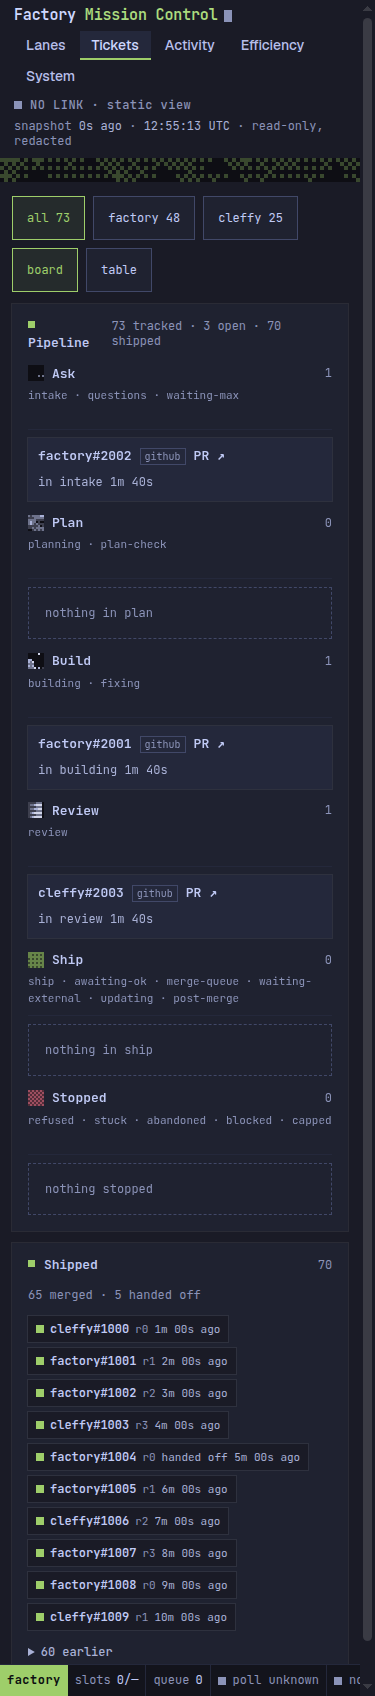 Factory Mission Control
Lanes Tickets Activity Efficiency
System
NO LINK · static view
snapshot 0s ago · 12:55:13 UTC · read-only,
redacted
all 73 factory 48 cleffy 25
board table
Pipeline 73 tracked · 3 open · 70
shipped
Ask 1
intake · questions · waiting-max
factory#2002 github PR ↗
in intake 1m 40s
Plan 0
planning · plan-check
nothing in plan
Build 1
building · fixing
factory#2001 github PR ↗
in building 1m 40s
Review 1
review
cleffy#2003 github PR ↗
in review 1m 40s
Ship 0
ship · awaiting-ok · merge-queue · waiting-
external · updating · post-merge
nothing in ship
Stopped 0
refused · stuck · abandoned · blocked · capped
nothing stopped
Shipped 70
65 merged · 5 handed off
cleffy#1000 r0 1m 00s ago
factory#1001 r1 2m 00s ago
factory#1002 r2 3m 00s ago
cleffy#1003 r3 4m 00s ago
factory#1004 r0 handed off 5m 00s ago
factory#1005 r1 6m 00s ago
cleffy#1006 r2 7m 00s ago
factory#1007 r3 8m 00s ago
factory#1008 r0 9m 00s ago
cleffy#1009 r1 10m 00s ago
▶ 60 earlier
factory slots 0/— queue 0 poll unknown